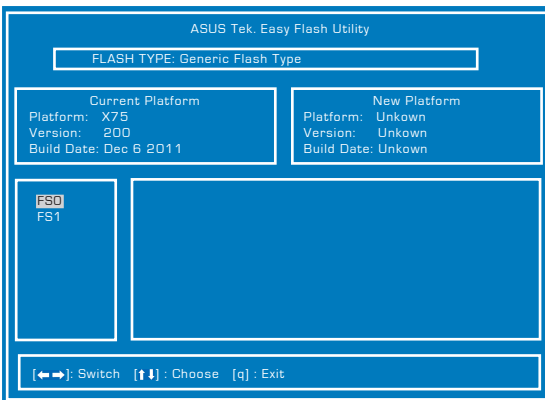 ASUS Tek. Easy Flash Utility
FLASH TYPE: Generic Flash Type
Current Platform
Platform: X75
Version: 200
Build Date: Dec 6 2011
New Platform
Platform: Unkown
Version: Unkown
Build Date: Unkown
FS0
FS1
[⬅➡]: Switch [⬆⬇] : Choose [q] : Exit